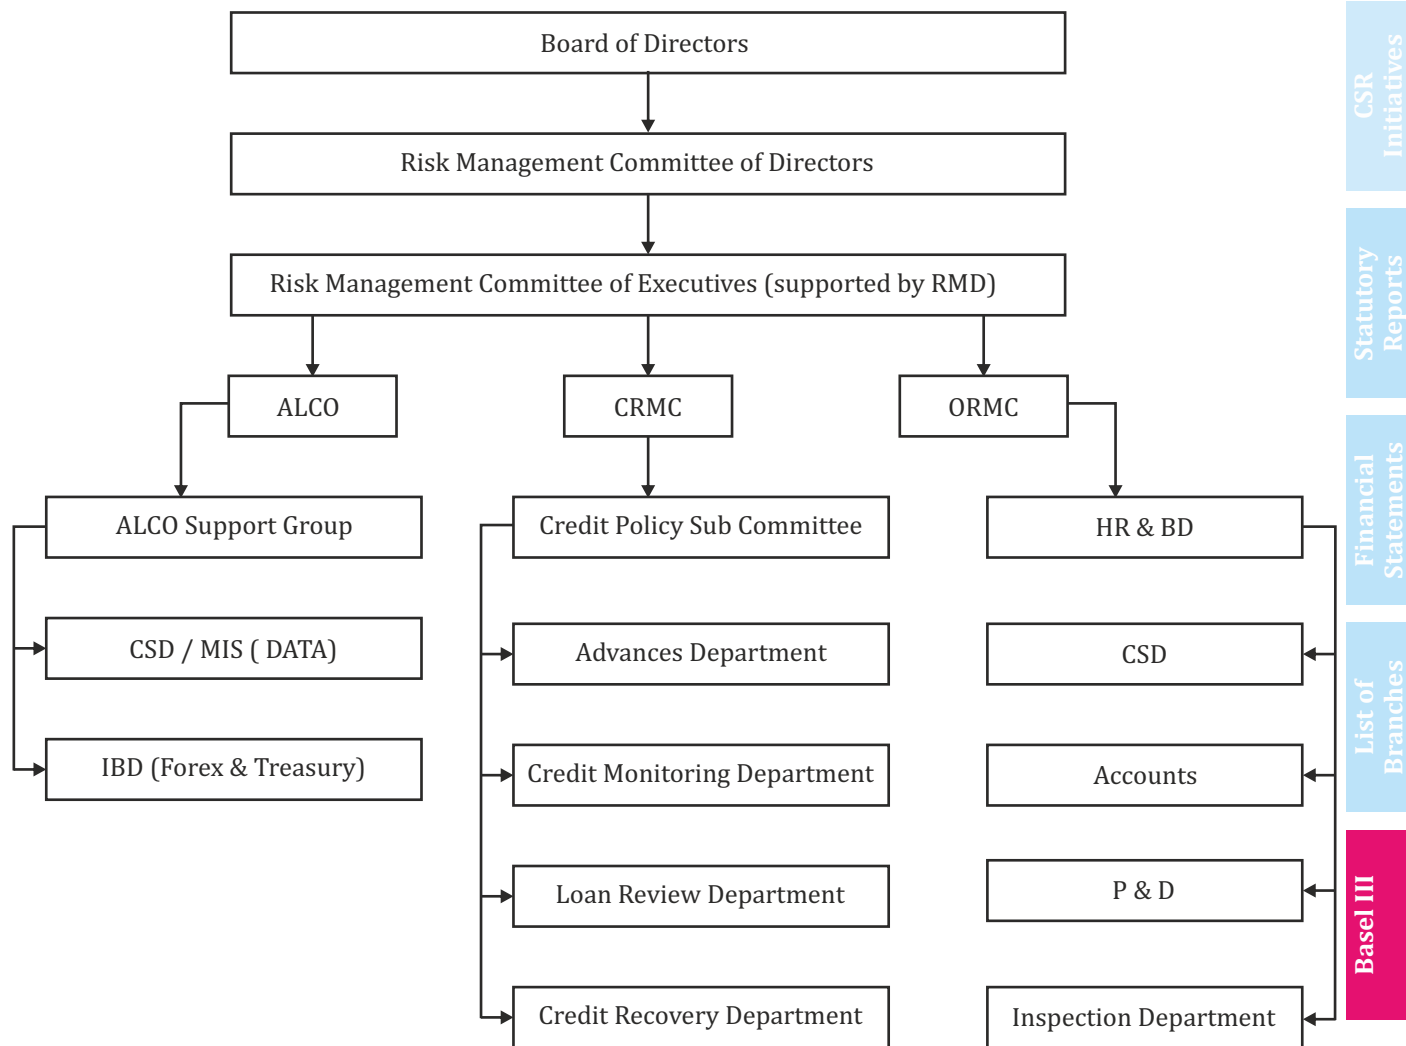 Board of Directors
Risk Management Committee of Directors
Risk Management Committee of Executives (supported by RMD)
ALCO
CRMC
ORMC
ALCO Support Group
CSD / MIS ( DATA)
IBD (Forex & Treasury)
Credit Policy Sub Committee
Advances Department
Credit Monitoring Department
Loan Review Department
Credit Recovery Department
HR & BD
CSD
Accounts
P & D
Inspection Department
CSR
Initiatives
Statutory
Reports
Financial
Statements
List of
Branches
Basel III